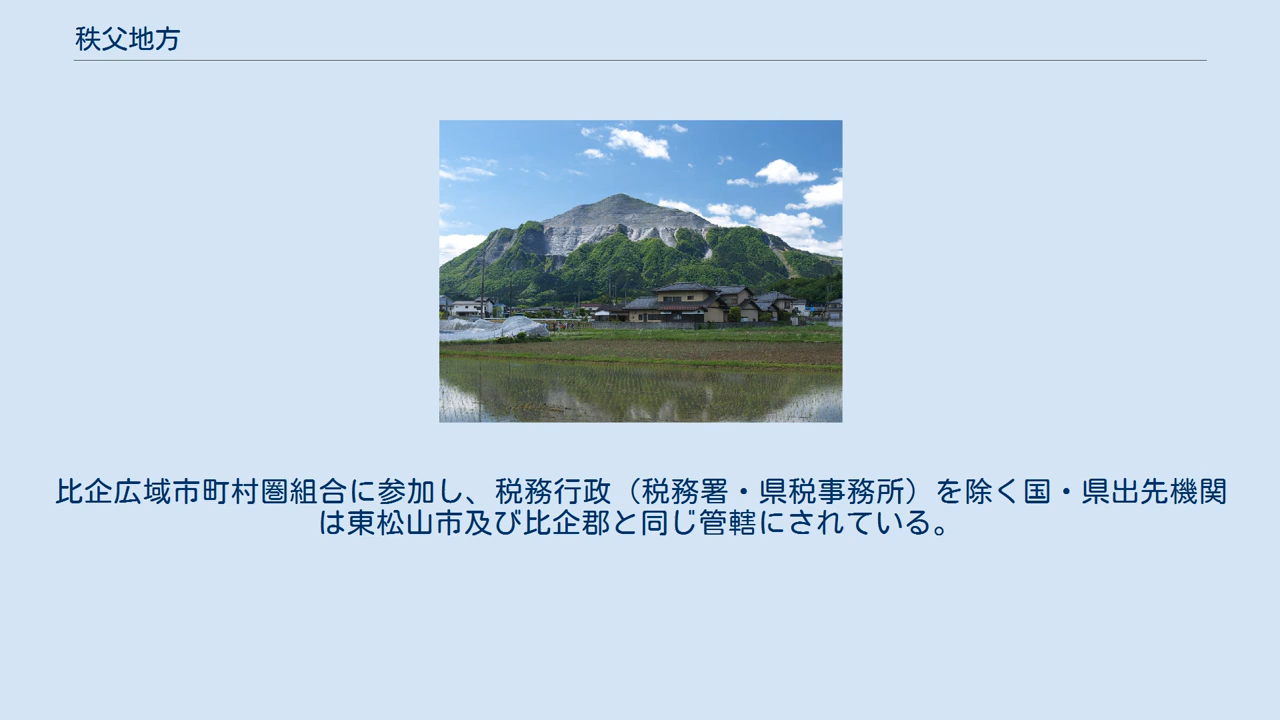 秩父地方
比企広域市町村圏組合に参加し、税務行政（税務署・県税事務所）を除く国・県出先機関
は東松山市及び比企郡と同じ管轄にされている。